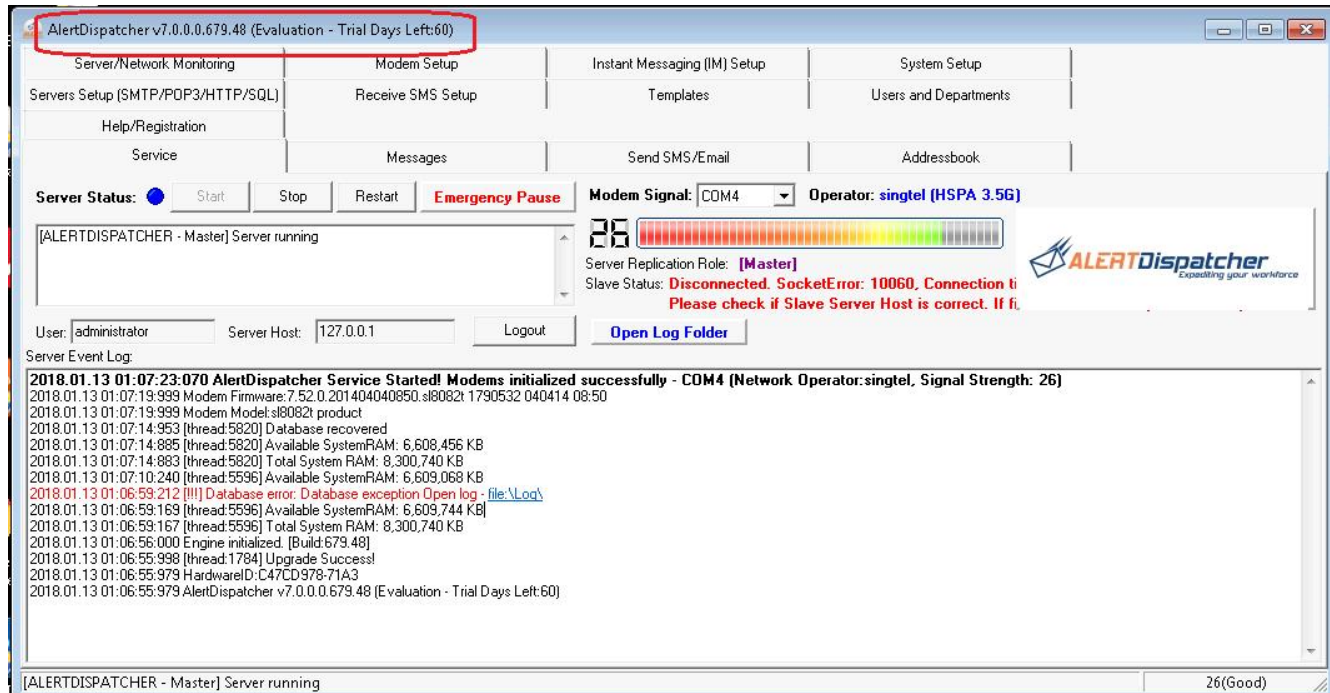 AlertDispatcher v7.0.0.0.679.48 (Evaluation - Trial Days Left:60)
Server/Network Monitoring Modem Setup Instant Messaging (IM) Setup System Setup
Servers Setup (SMTP/POP3/HTTP/SQL) Receive SMS Setup Templates Users and Departments
Help/Registration
Service Messages Send SMS/Email Addressbook
Server Status: Start Stop Restart Emergency Pause Modem Signal: COM4 Operator: singtel (HSPA 3.5G)
[ALERTDISPATCHER - Master] Server running
26
ALERTDispatcher
Expediting your workforce
Server Replication Role: [Master]
Slave Status: Disconnected. SocketError: 10060, Connection ti
Please check if Slave Server Host is correct. If fi
User: administrator Server Host: 127.0.0.1 Logout Open Log Folder
Server Event Log:
2018.01.13 01:07:23:070 AlertDispatcher Service Started! Modems initialized successfully - COM4 (Network Operator:singtel, Signal Strength: 26)
2018.01.13 01:07:19:999 Modem Firmware:7.52.0.201404040850.sl8082t 1790532 040414 08:50
2018.01.13 01:07:19:999 Modem Model:sl8082t product
2018.01.13 01:07:14:953 [thread:5820] Database recovered
2018.01.13 01:07:14:885 [thread:5820] Available SystemRAM: 6,608,456 KB
2018.01.13 01:07:14:883 [thread:5820] Total System RAM: 8,300,740 KB
2018.01.13 01:07:10:240 [thread:5596] Available SystemRAM: 6,609,068 KB
2018.01.13 01:06:59:212 [!!!] Database error: Database exception Open log - file:\Log\
2018.01.13 01:06:59:169 [thread:5596] Available SystemRAM: 6,609,744 KB
2018.01.13 01:06:59:167 [thread:5596] Total System RAM: 8,300,740 KB
2018.01.13 01:06:56:000 Engine initialized. [Build:679.48]
2018.01.13 01:06:55:998 [thread:1784] Upgrade Success!
2018.01.13 01:06:55:979 HardwareID:C47CD978-71A3
2018.01.13 01:06:55:979 AlertDispatcher v7.0.0.0.679.48 (Evaluation - Trial Days Left:60)
[ALERTDISPATCHER - Master] Server running 26(Good)